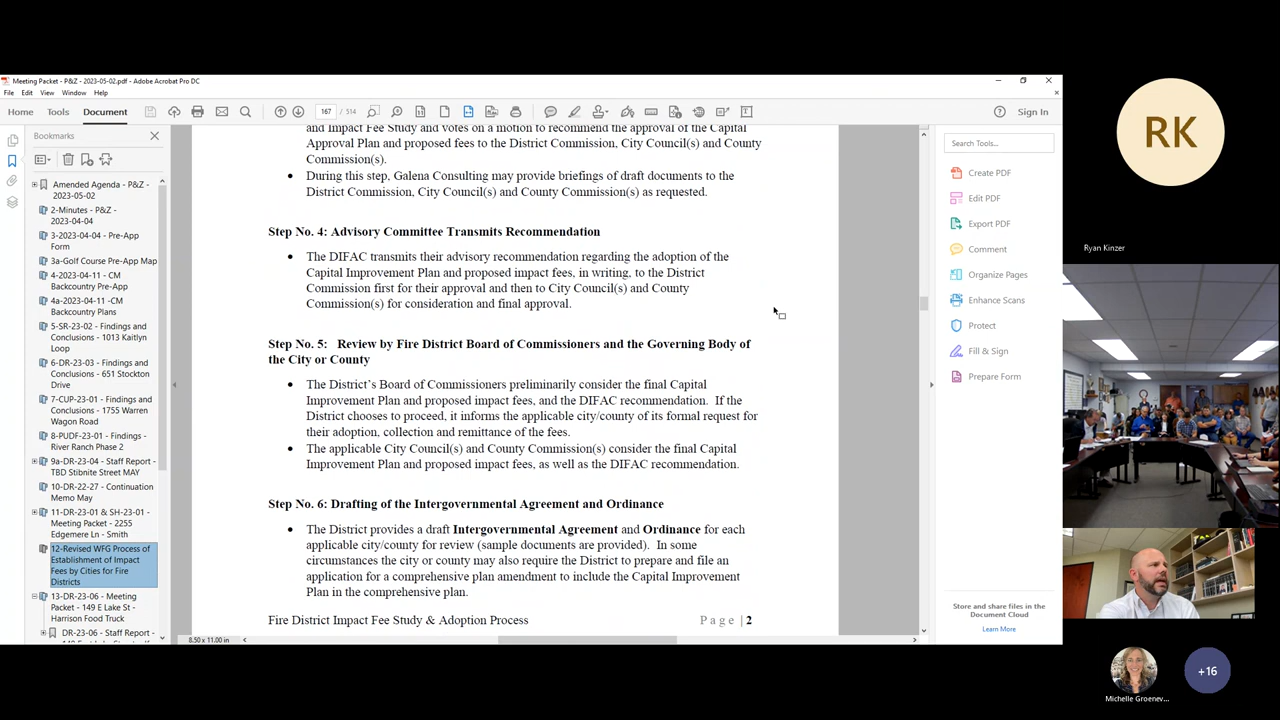 Meeting Packet - P&Z - 2023-05-02.pdf - Adobe Acrobat Pro DC
File Edit View Window Help
Home Tools Document
167 / 514
Sign In
Bookmarks
Amended Agenda - P&Z -
2023-05-02
2-Minutes - P&Z -
2023-04-04
3-2023-04-04 - Pre-App
Form
3a-Golf Course Pre-App Map
4-2023-04-11 - CM
Backcountry Pre-App
4a-2023-04-11 -CM
Backcountry Plans
5-SR-23-02 - Findings and
Conclusions - 1013 Kaitlyn
Loop
6-DR-23-03 - Findings and
Conclusions - 651 Stockton
Drive
7-CUP-23-01 - Findings and
Conclusions - 1755 Warren
Wagon Road
8-PUDF-23-01 - Findings -
River Ranch Phase 2
9a-DR-23-04 - Staff Report -
TBD Stibnite Street MAY
10-DR-22-27 - Continuation
Memo May
11-DR-23-01 & SH-23-01 -
Meeting Packet - 2255
Edgemere Ln - Smith
12-Revised WFG Process of
Establishment of Impact
Fees by Cities for Fire
Districts
13-DR-23-06 - Meeting
Packet - 149 E Lake St -
Harrison Food Truck
DR-23-06 - Staff Report -
and Impact Fee Study and votes on a motion to recommend the approval of the Capital
Approval Plan and proposed fees to the District Commission, City Council(s) and County
Commission(s).
• During this step, Galena Consulting may provide briefings of draft documents to the
District Commission, City Council(s) and County Commission(s) as requested.
Step No. 4: Advisory Committee Transmits Recommendation
• The DIFAC transmits their advisory recommendation regarding the adoption of the
Capital Improvement Plan and proposed impact fees, in writing, to the District
Commission first for their approval and then to City Council(s) and County
Commission(s) for consideration and final approval.
Step No. 5: Review by Fire District Board of Commissioners and the Governing Body of
the City or County
• The District's Board of Commissioners preliminarily consider the final Capital
Improvement Plan and proposed impact fees, and the DIFAC recommendation. If the
District chooses to proceed, it informs the applicable city/county of its formal request for
their adoption, collection and remittance of the fees.
• The applicable City Council(s) and County Commission(s) consider the final Capital
Improvement Plan and proposed impact fees, as well as the DIFAC recommendation.
Step No. 6: Drafting of the Intergovernmental Agreement and Ordinance
• The District provides a draft Intergovernmental Agreement and Ordinance for each
applicable city/county for review (sample documents are provided). In some
circumstances the city or county may also require the District to prepare and file an
application for a comprehensive plan amendment to include the Capital Improvement
Plan in the comprehensive plan.
Fire District Impact Fee Study & Adoption Process Page | 2
8.50 x 11.00 in
Search Tools...
Create PDF
Edit PDF
Export PDF
Comment
Organize Pages
Enhance Scans
Protect
Fill & Sign
Prepare Form
Store and share files in the
Document Cloud
Learn More
RK
Ryan Kinzer
Michelle Groenev...
+16